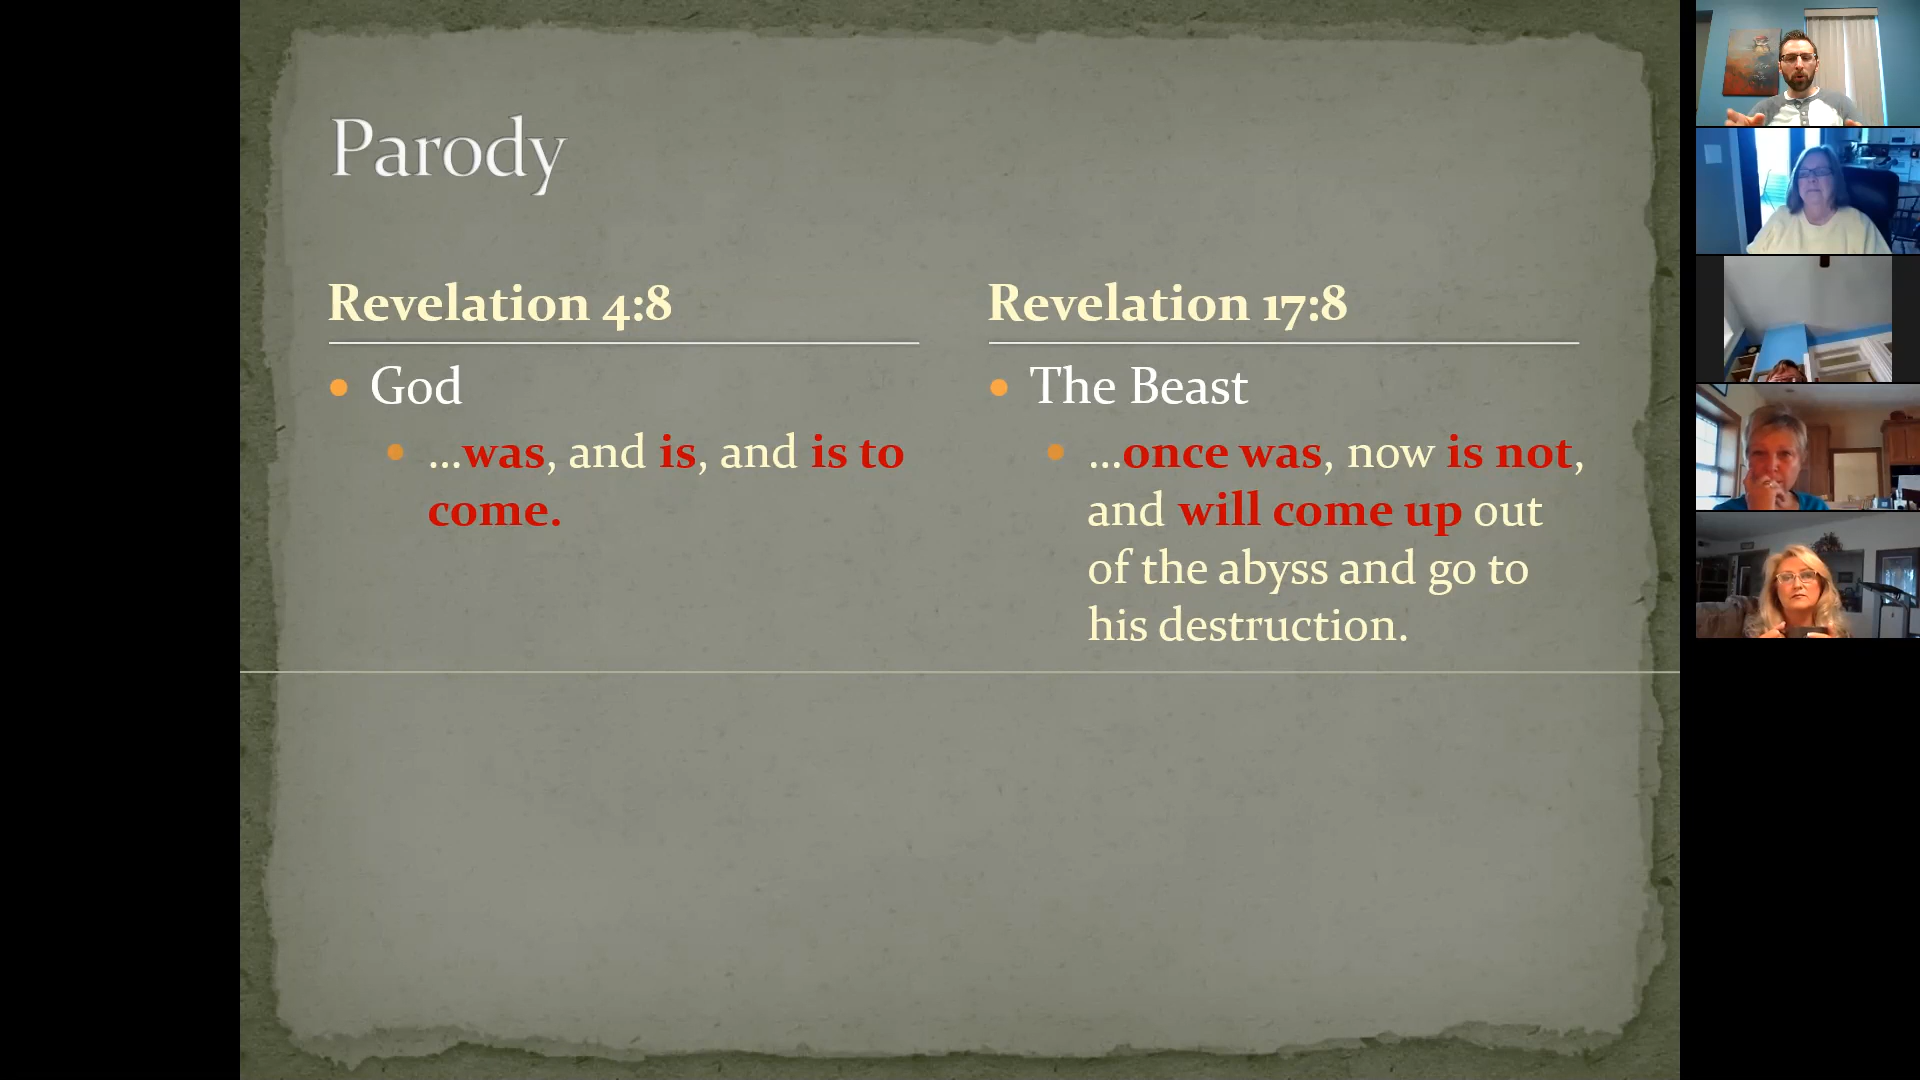 Parody
Revelation 4:8
God
...was, and is, and is to
come.
Revelation 17:8
The Beast
...once was, now is not,
and will come up out
of the abyss and go to
his destruction.